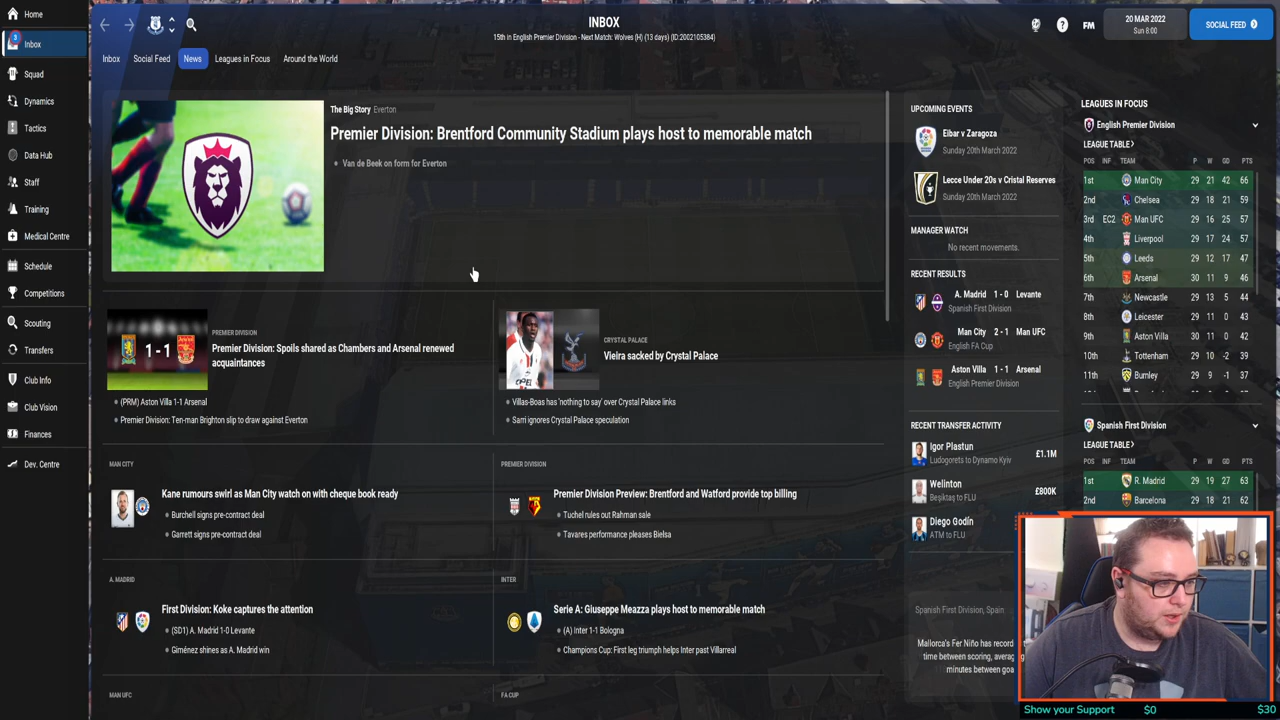 Home
3
Inbox
Squad
Dynamics
Tactics
Data Hub
Staff
Training
Medical Centre
Schedule
Competitions
Scouting
Transfers
Club Info
Club Vision
Finances
Dev. Centre
INBOX
15th in English Premier Division - Next Match: Wolves (H) (13 days) (ID:2002105384)
FM
20 MAR 2022
Sun 8:00
SOCIAL FEED
Inbox Social Feed News Leagues in Focus Around the World
The Big Story Everton
Premier Division: Brentford Community Stadium plays host to memorable match
Van de Beek on form for Everton
1 - 1
PREMIER DIVISION
Premier Division: Spoils shared as Chambers and Arsenal renewed
acquaintances
(PRM) Aston Villa 1-1 Arsenal
Premier Division: Ten-man Brighton slip to draw against Everton
OPEL
CRYSTAL PALACE
Vieira sacked by Crystal Palace
Villas-Boas has 'nothing to say' over Crystal Palace links
Sarri ignores Crystal Palace speculation
MAN CITY
Kane rumours swirl as Man City watch on with cheque book ready
Burchell signs pre-contract deal
Garrett signs pre-contract deal
PREMIER DIVISION
Premier Division Preview: Brentford and Watford provide top billing
Tuchel rules out Rahman sale
Tavares performance pleases Bielsa
A. MADRID
First Division: Koke captures the attention
(SD1) A. Madrid 1-0 Levante
Giménez shines as A. Madrid win
INTER
Serie A: Giuseppe Meazza plays host to memorable match
(A) Inter 1-1 Bologna
Champions Cup: First leg triumph helps Inter past Villarreal
MAN UFC
FA CUP
UPCOMING EVENTS
Eibar v Zaragoza
Sunday 20th March 2022
Lecce Under 20s v Cristal Reserves
Sunday 20th March 2022
MANAGER WATCH
No recent movements.
RECENT RESULTS
A. Madrid 1 - 0 Levante
Spanish First Division
Man City 2 - 1 Man UFC
English FA Cup
Aston Villa 1 - 1 Arsenal
English Premier Division
RECENT TRANSFER ACTIVITY
Igor Plastun
Ludogorets to Dynamo Kyiv
£1.1M
Welinton
Beşiktaş to FLU
£800K
Diego Godín
ATM to FLU
Spanish First Division, Spain
Mallorca's Fer Niño has record
time between scoring, averag
minutes between goa
LEAGUES IN FOCUS
English Premier Division
LEAGUE TABLE
POS INF TEAM P W GD PTS
1st Man City 29 21 42 66
2nd Chelsea 29 18 21 59
3rd EC2 Man UFC 29 16 25 57
4th Liverpool 29 17 24 57
5th Leeds 29 12 17 47
6th Arsenal 30 11 9 46
7th Newcastle 29 13 5 44
8th Leicester 29 11 0 43
9th Aston Villa 30 11 0 42
10th Tottenham 29 10 -2 39
11th Burnley 29 9 -1 37
Spanish First Division
LEAGUE TABLE
POS INF TEAM P W GD PTS
1st R. Madrid 29 19 27 63
2nd Barcelona 29 18 21 62
Show your Support $0 $30